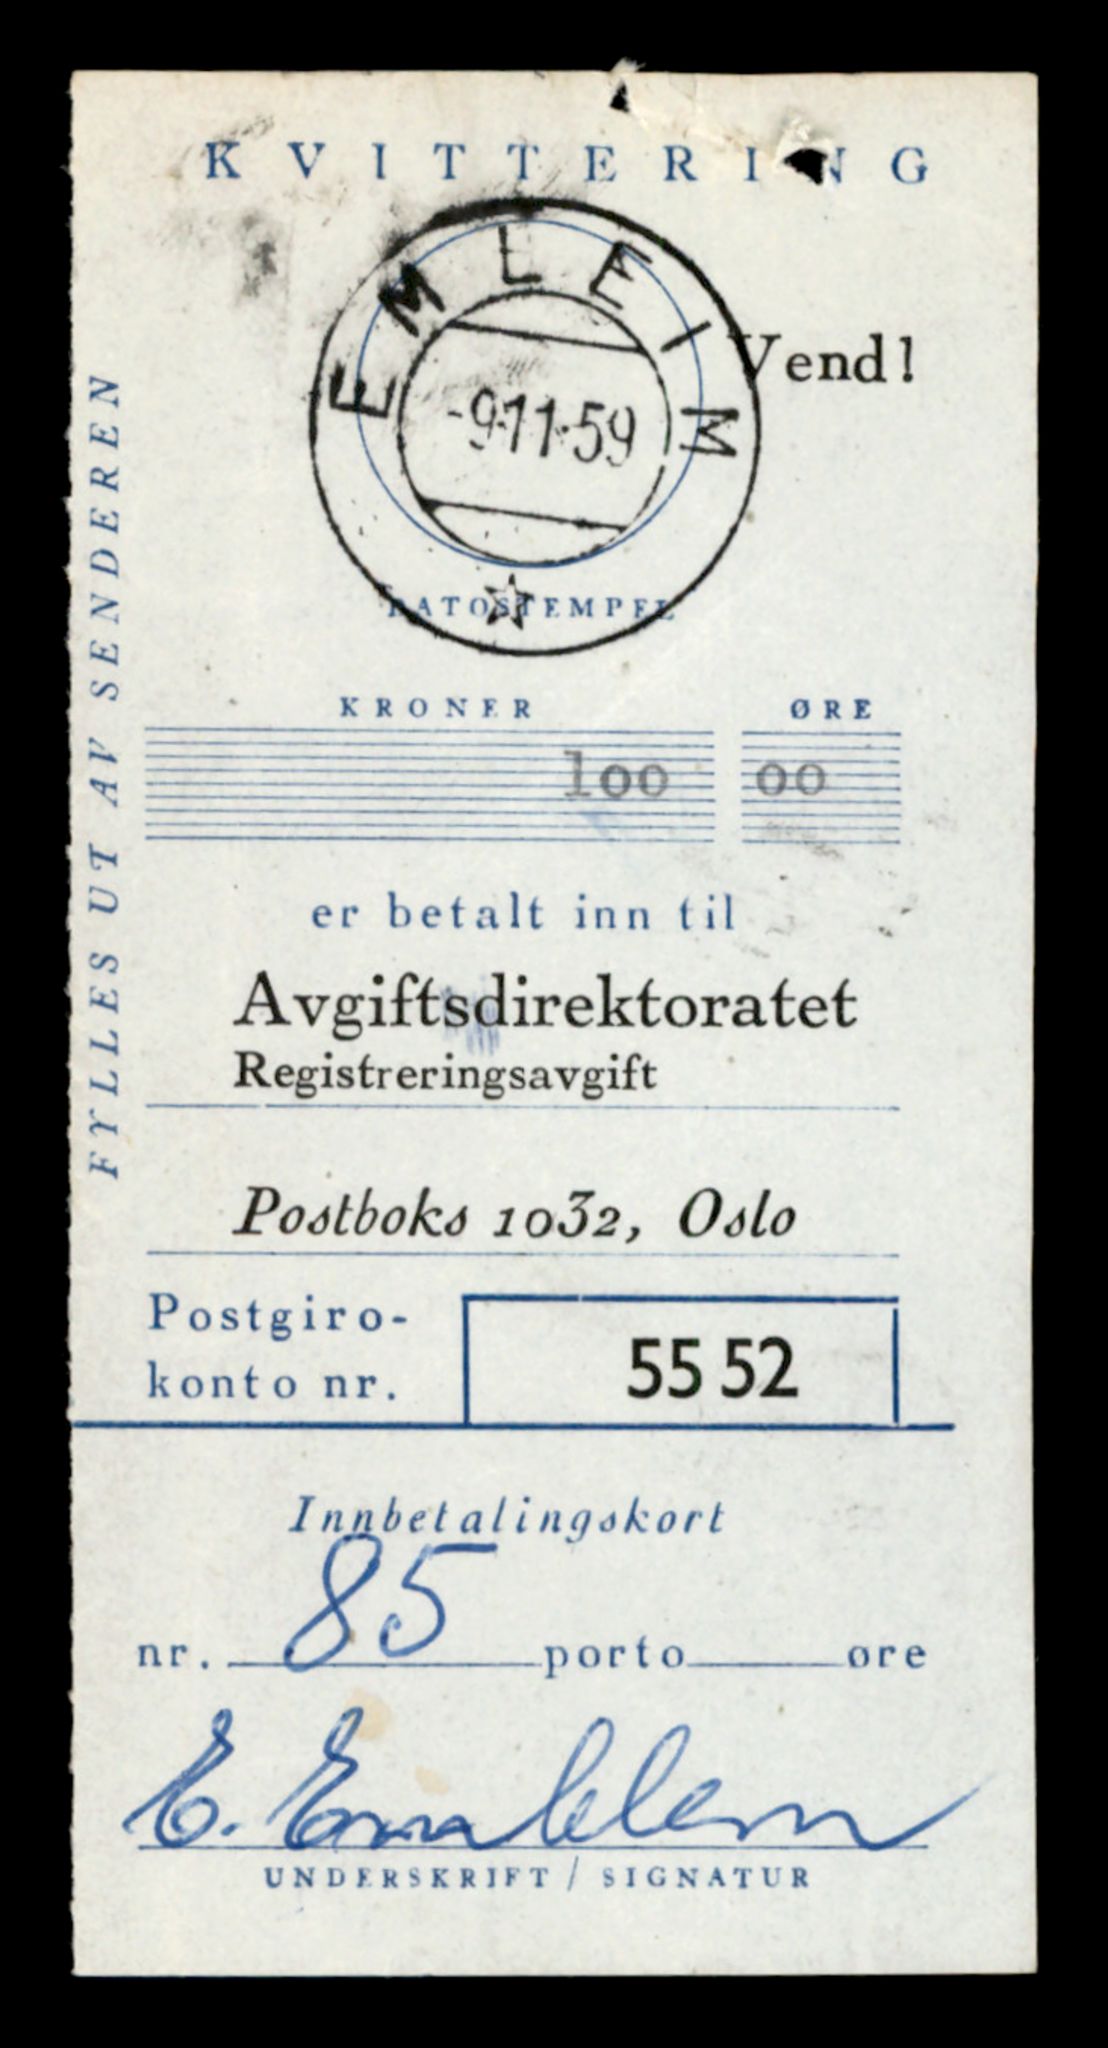 KVITTERING
EMLEIM
Vend!
-9.11.59
DATOSTEMPEL
FYLLES UT AV SENDEREN
KRONER ØRE
100 00
er betalt inn til
Avgiftsdirektoratet
Registreringsavgift
Postboks 1032, Oslo
Postgiro-
konto nr. 55 52
Innbetalingskort
nr. 85 porto øre
E. Emblem
UNDERSKRIFT / SIGNATUR